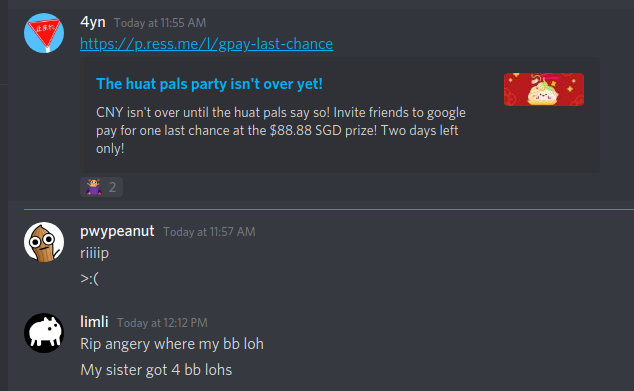 止まれ
4yn Today at 11:55 AM
https://p.ress.me/l/gpay-last-chance
The huat pals party isn't over yet!
CNY isn't over until the huat pals say so! Invite friends to google
pay for one last chance at the $88.88 SGD prize! Two days left
only!
2
pwypeanut Today at 11:57 AM
riiiip
>:(
limli Today at 12:12 PM
Rip angery where my bb loh
My sister got 4 bb lohs